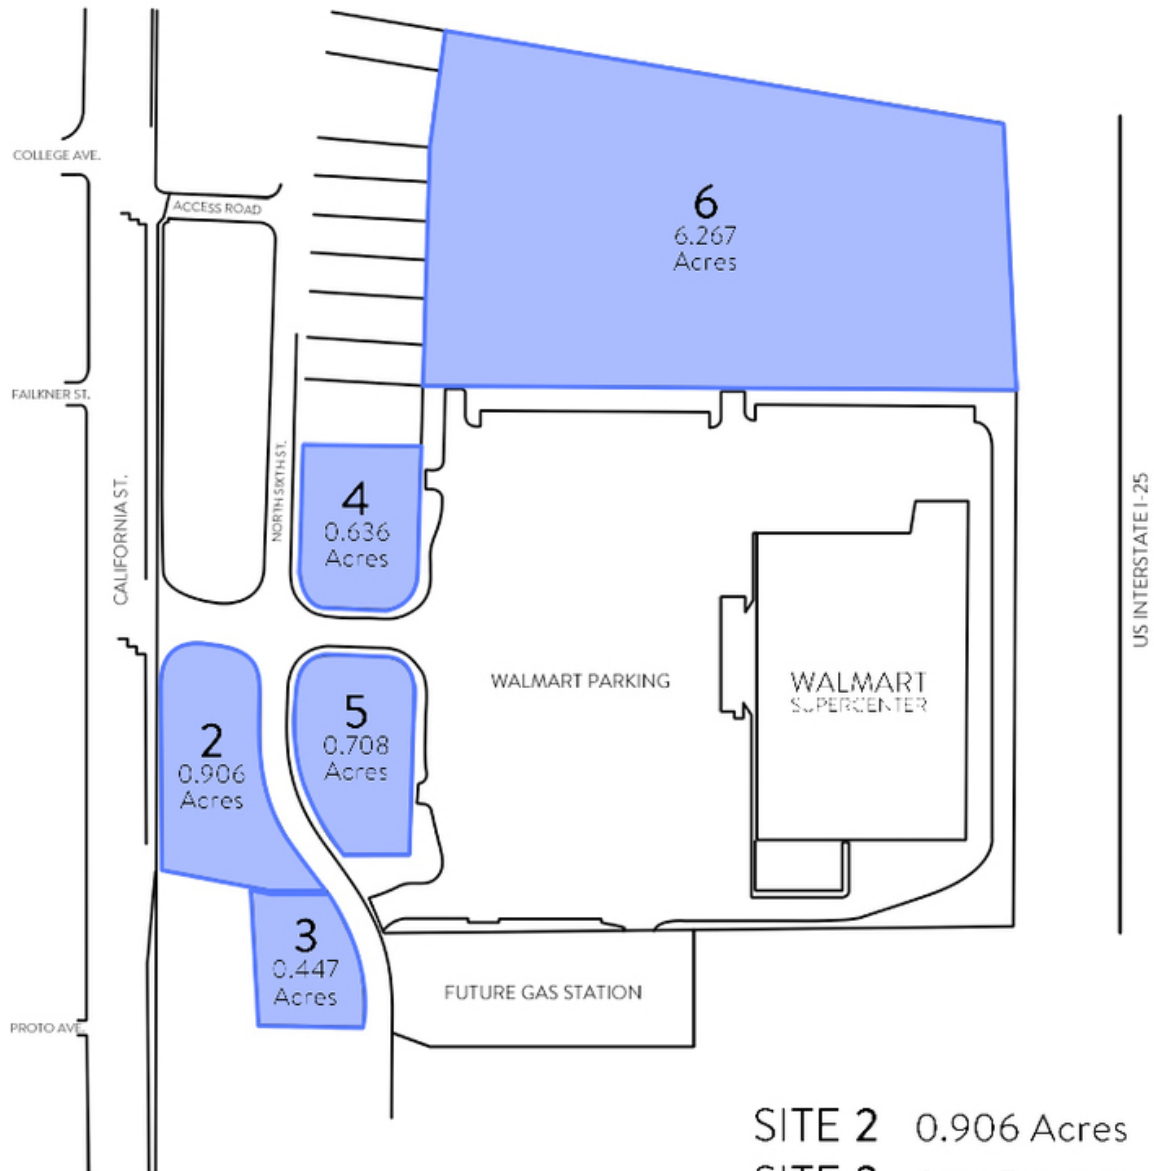 COLLEGE AVE.
ACCESS ROAD
6
6.267
Acres
FAILKNER ST.
NORTH SIXTH ST.
CALIFORNIA ST.
4
0.636
Acres
US INTERSTATE I-25
2
0.906
Acres
5
0.708
Acres
WALMART PARKING
WALMART
SUPERCENTER
3
0.447
Acres
FUTURE GAS STATION
PROTO AVE.
SITE 2 0.906 Acres